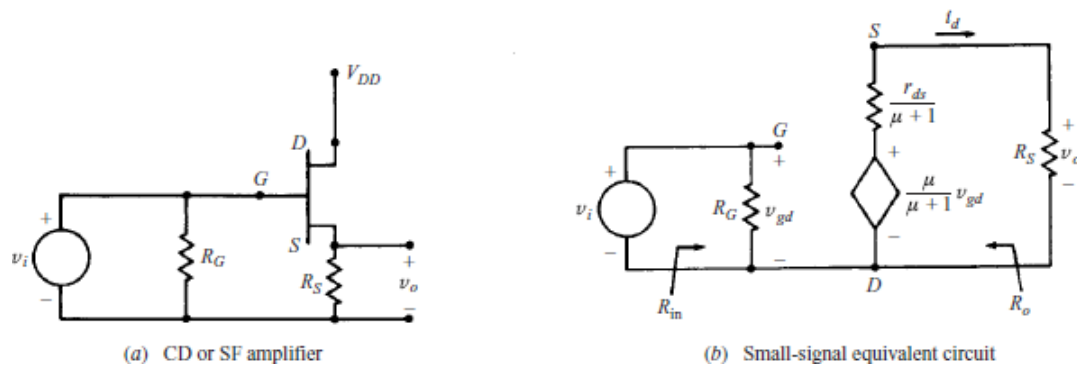 V_DD
D
G
S
+
v_i
−
R_G
R_S
+
v_o
−
(a) CD or SF amplifier
i_d
S
r_ds
μ + 1
+
μ
μ + 1
v_gd
−
D
G
+
v_i
−
R_G
+
v_gd
−
R_in
R_S
+
v_o
−
R_o
(b) Small-signal equivalent circuit